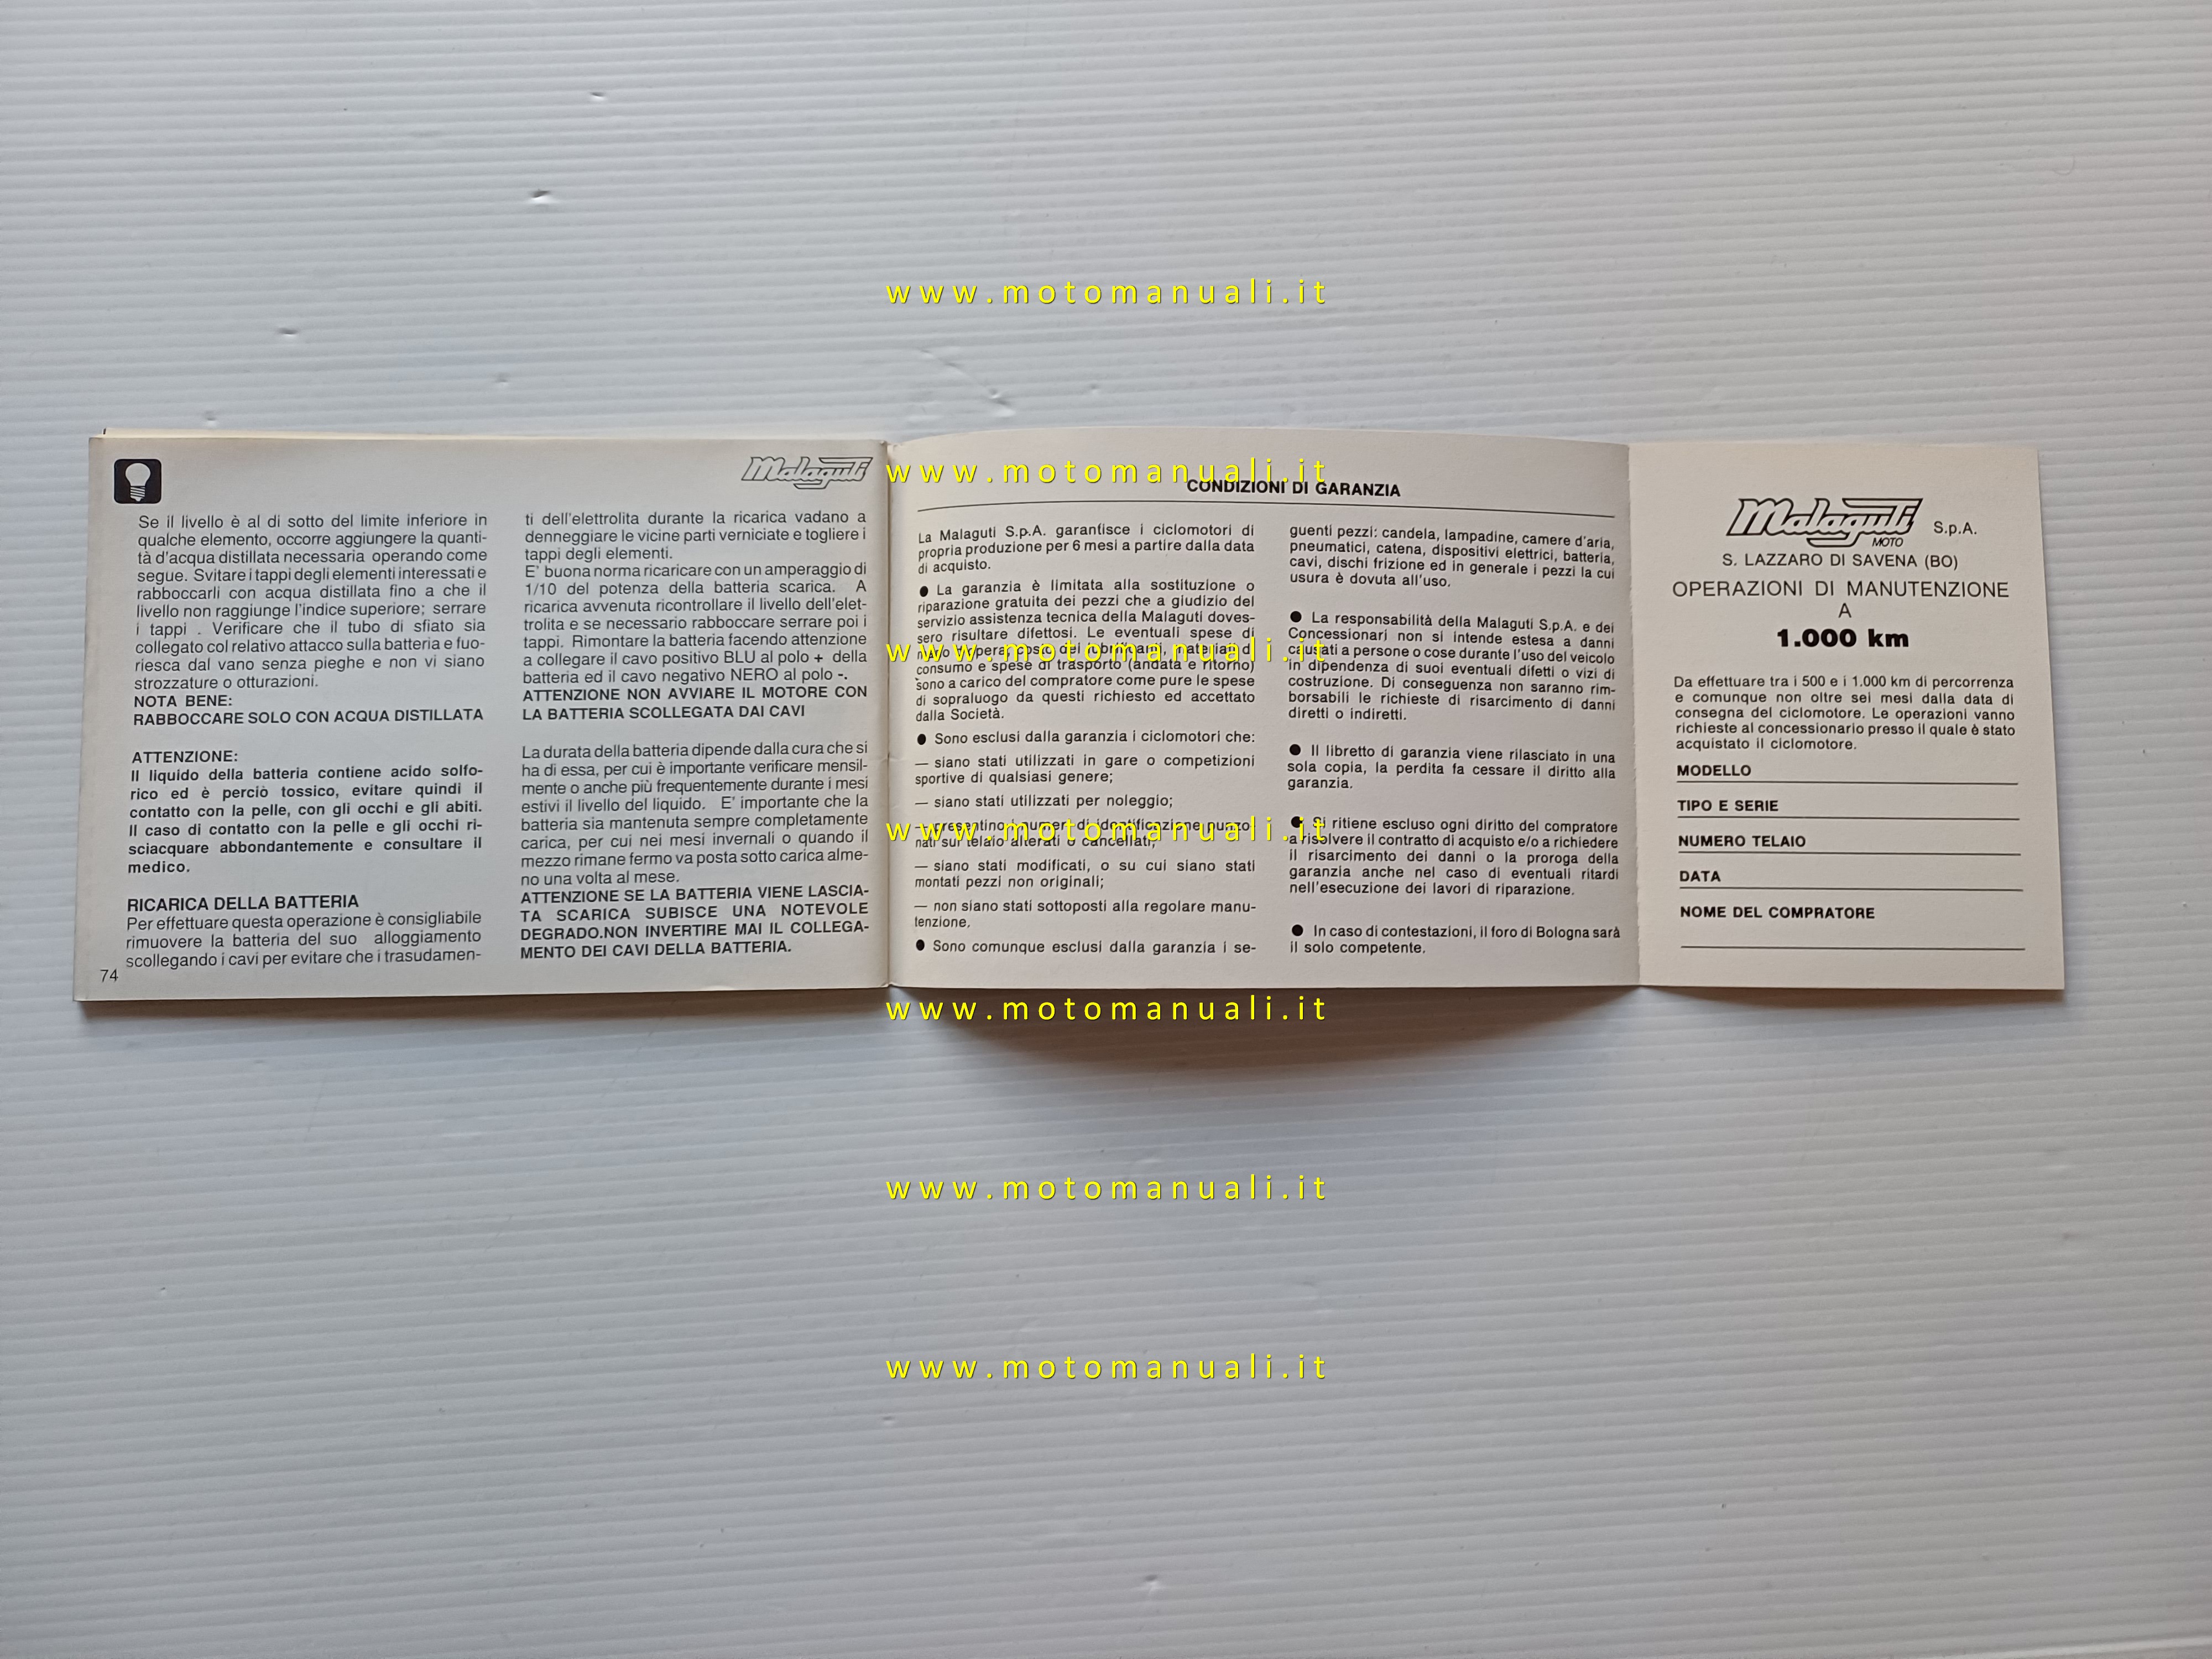 Malaguti
Se il livello è al di sotto del limite inferiore in
qualche elemento, occorre aggiungere la quanti-
tà d'acqua distillata necessaria operando come
segue. Svitare i tappi degli elementi interessati e
rabboccarli con acqua distillata fino a che il
livello non raggiunge l'indice superiore; serrare
i tappi . Verificare che il tubo di sfiato sia
collegato col relativo attacco sulla batteria e fuo-
riesca dal vano senza pieghe e non vi siano
strozzature o otturazioni.
NOTA BENE:
RABBOCCARE SOLO CON ACQUA DISTILLATA
ATTENZIONE:
Il liquido della batteria contiene acido solfo-
rico ed è perciò tossico, evitare quindi il
contatto con la pelle, con gli occhi e gli abiti.
Il caso di contatto con la pelle e gli occhi ri-
sciacquare abbondantemente e consultare il
medico.
RICARICA DELLA BATTERIA
Per effettuare questa operazione è consigliabile
rimuovere la batteria del suo alloggiamento
scollegando i cavi per evitare che i trasudamen-
74
ti dell'elettrolita durante la ricarica vadano a
denneggiare le vicine parti verniciate e togliere i
tappi degli elementi.
E' buona norma ricaricare con un amperaggio di
1/10 del potenza della batteria scarica. A
ricarica avvenuta ricontrollare il livello dell'elet-
trolita e se necessario rabboccare serrare poi i
tappi. Rimontare la batteria facendo attenzione
a collegare il cavo positivo BLU al polo + della
batteria ed il cavo negativo NERO al polo -.
ATTENZIONE NON AVVIARE IL MOTORE CON
LA BATTERIA SCOLLEGATA DAI CAVI
La durata della batteria dipende dalla cura che si
ha di essa, per cui è importante verificare mensil-
mente o anche più frequentemente durante i mesi
estivi il livello del liquido. E' importante che la
batteria sia mantenuta sempre completamente
carica, per cui nei mesi invernali o quando il
mezzo rimane fermo va posta sotto carica alme-
no una volta al mese.
ATTENZIONE SE LA BATTERIA VIENE LASCIA-
TA SCARICA SUBISCE UNA NOTEVOLE
DEGRADO.NON INVERTIRE MAI IL COLLEGA-
MENTO DEI CAVI DELLA BATTERIA.
CONDIZIONI DI GARANZIA
La Malaguti S.p.A. garantisce i ciclomotori di
propria produzione per 6 mesi a partire dalla data
di acquisto.
● La garanzia è limitata alla sostituzione o
riparazione gratuita dei pezzi che a giudizio del
servizio assistenza tecnica della Malaguti doves-
sero risultare difettosi. Le eventuali spese di
consumo e spese di trasporto (andata e ritorno)
sono a carico del compratore come pure le spese
di sopraluogo da questi richiesto ed accettato
dalla Società.
● Sono esclusi dalla garanzia i ciclomotori che:
— siano stati utilizzati in gare o competizioni
sportive di qualsiasi genere;
— siano stati utilizzati per noleggio;
— presentino i numeri di identificazione punzo-
nati sul telaio alterati o cancellati;
— siano stati modificati, o su cui siano stati
montati pezzi non originali;
— non siano stati sottoposti alla regolare manu-
tenzione.
● Sono comunque esclusi dalla garanzia i se-
guenti pezzi: candela, lampadine, camere d'aria,
pneumatici, catena, dispositivi elettrici, batteria,
cavi, dischi frizione ed in generale i pezzi la cui
usura è dovuta all'uso.
● La responsabilità della Malaguti S.p.A. e dei
Concessionari non si intende estesa a danni
causati a persone o cose durante l'uso del veicolo
in dipendenza di suoi eventuali difetti o vizi di
costruzione. Di conseguenza non saranno rim-
borsabili le richieste di risarcimento di danni
diretti o indiretti.
● Il libretto di garanzia viene rilasciato in una
sola copia, la perdita fa cessare il diritto alla
garanzia.
● Si ritiene escluso ogni diritto del compratore
a risolvere il contratto di acquisto e/o a richiedere
il risarcimento dei danni o la proroga della
garanzia anche nel caso di eventuali ritardi
nell'esecuzione dei lavori di riparazione.
● In caso di contestazioni, il foro di Bologna sarà
il solo competente.
Malaguti MOTO S.p.A.
S. LAZZARO DI SAVENA (BO)
OPERAZIONI DI MANUTENZIONE
A
1.000 km
Da effettuare tra i 500 e i 1.000 km di percorrenza
e comunque non oltre sei mesi dalla data di
consegna del ciclomotore. Le operazioni vanno
richieste al concessionario presso il quale è stato
acquistato il ciclomotore.
MODELLO
TIPO E SERIE
NUMERO TELAIO
DATA
NOME DEL COMPRATORE
www.motomanuali.it
www.motomanuali.it
www.motomanuali.it
www.motomanuali.it
www.motomanuali.it
www.motomanuali.it
www.motomanuali.it